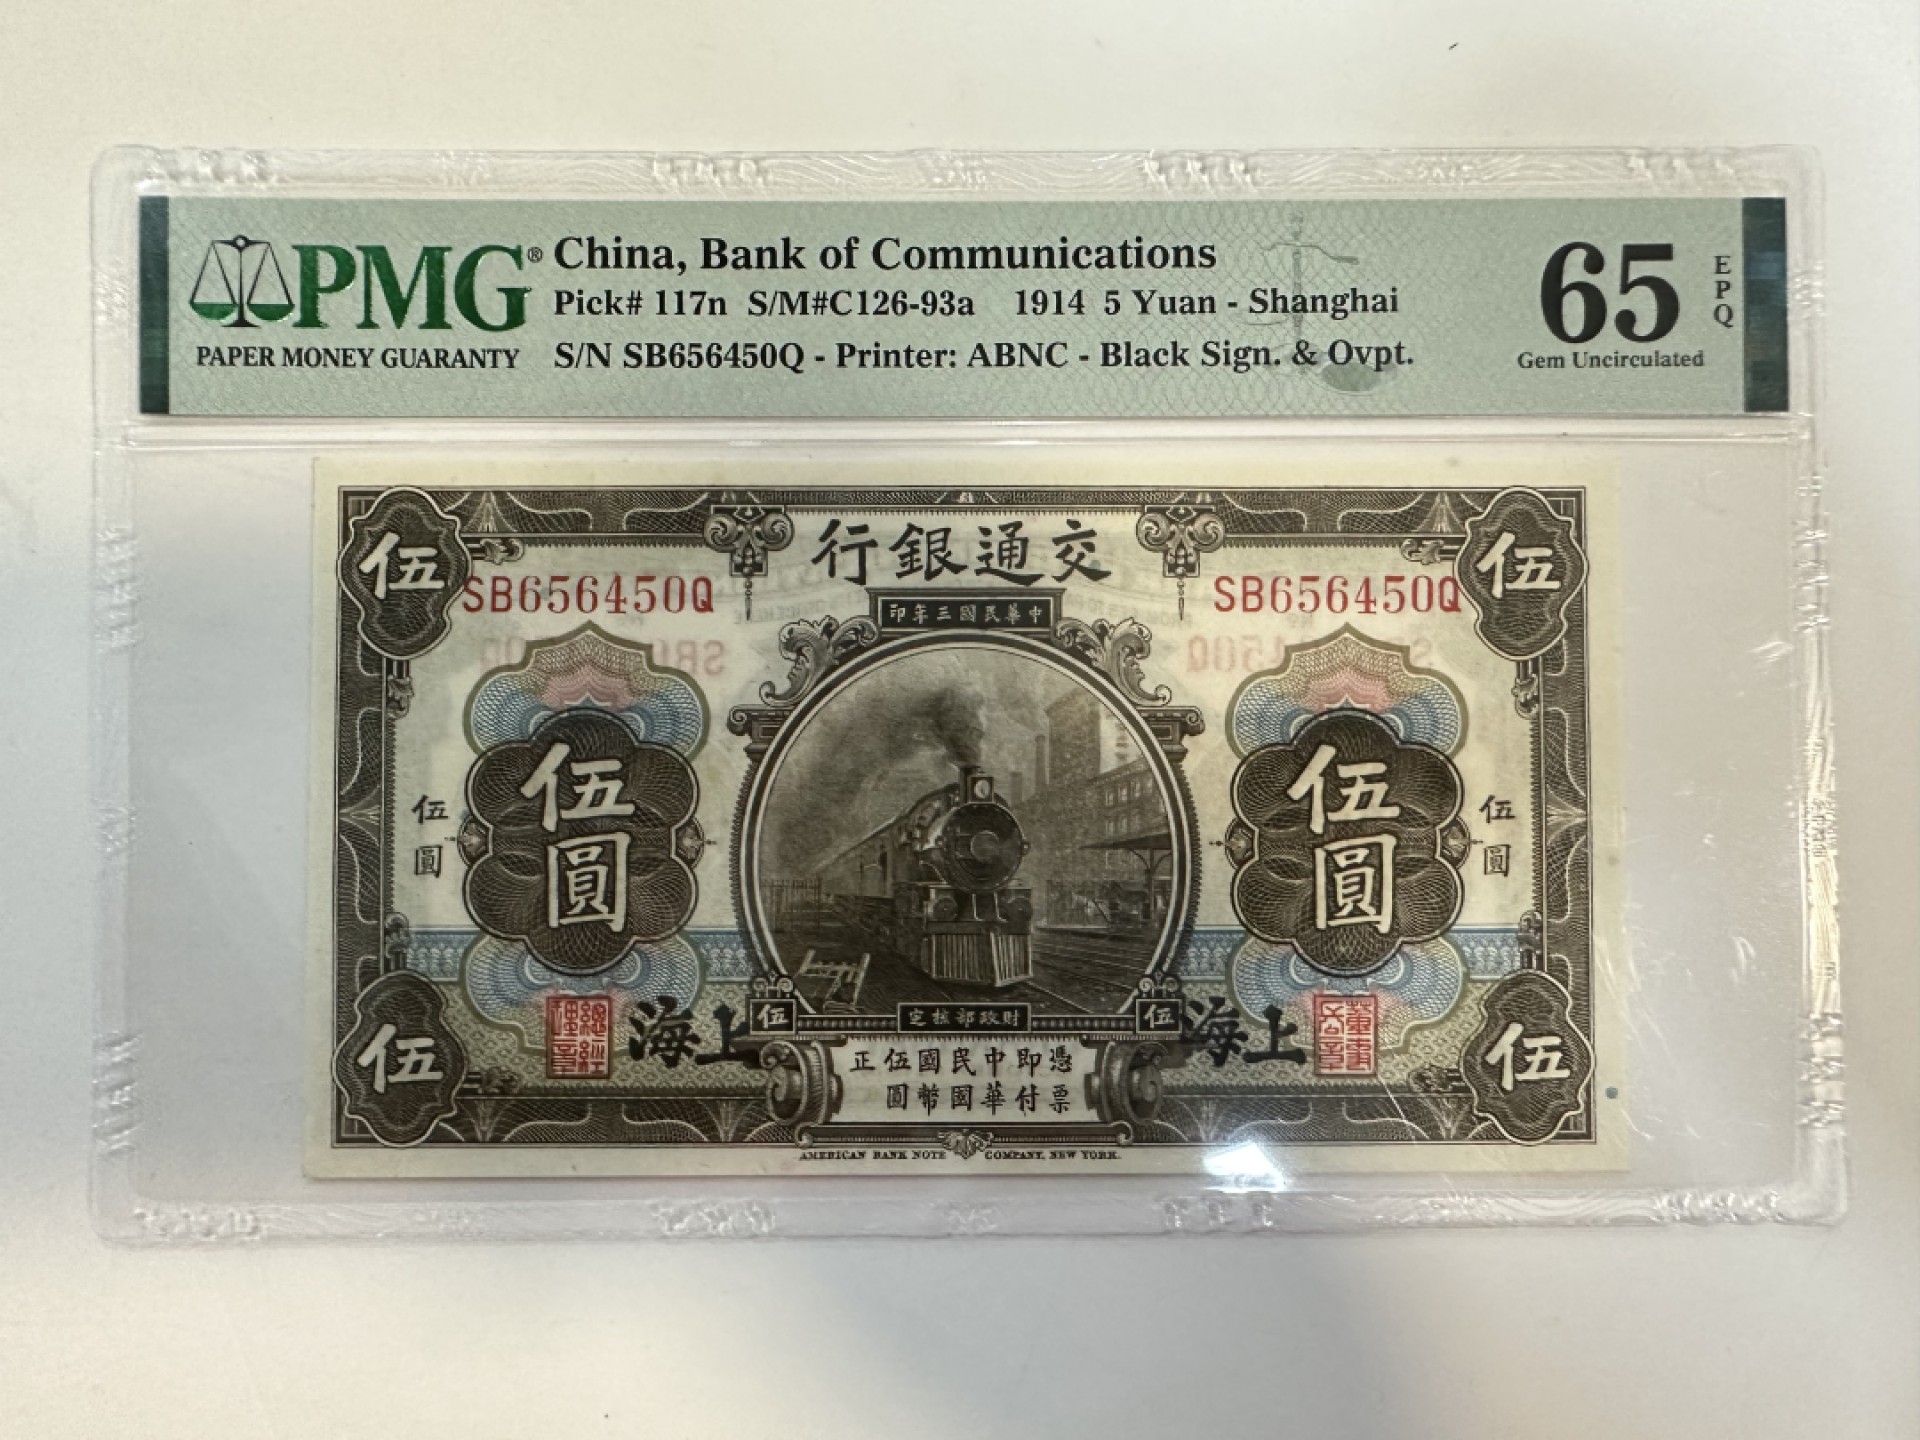 PMG®
PAPER MONEY GUARANTY
China, Bank of Communications
Pick# 117n S/M#C126-93a 1914 5 Yuan - Shanghai
S/N SB656450Q - Printer: ABNC - Black Sign. & Ovpt.
65
EPQ
Gem Uncirculated
伍
行銀通交
伍
SB656450Q
SB656450Q
印年三國民華中
伍圓
伍圓
伍圓
伍圓
海上
伍
定核部政財
伍
海上
伍
正伍國民中即憑
圓幣國華付票
伍
AMERICAN BANK NOTE COMPANY, NEW YORK.